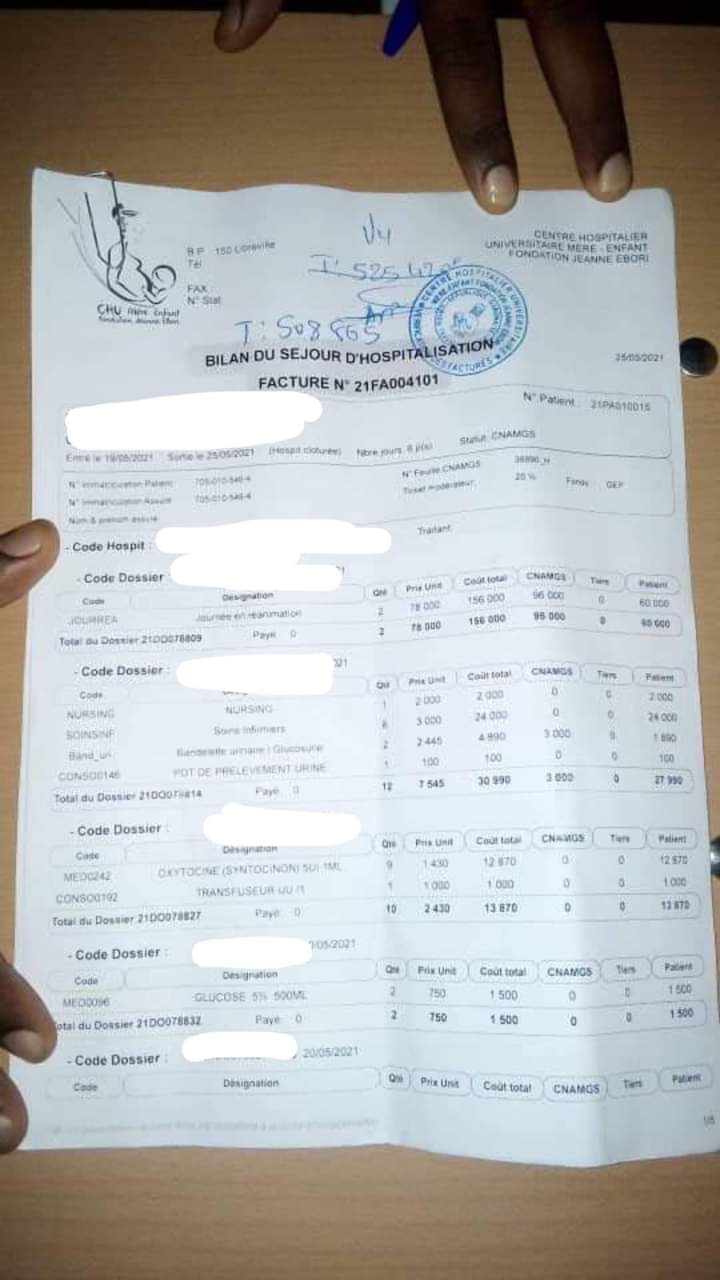 B.P. 150 Libreville
Tél
FAX
N° Stat
CHU Mère Enfant
Fondation Jeanne Ebori
CENTRE HOSPITALIER
UNIVERSITAIRE MERE - ENFANT
FONDATION JEANNE EBORI
T: 508865
BILAN DU SEJOUR D'HOSPITALISATION
25/05/2021
FACTURE N° 21FA004101
N° Patient : 21PA010015
Entré le 19/05/2021 Sortie le 25/05/2021 (Hospit cloturée) Nbre jours 6 p(x) Statut CNAMGS
N° Immatriculation Patient
N° Feuille CNAMGS
N° Immatriculation Assuré
Ticket modérateur 20 % Fonds GEF
Nom & prénom assuré
- Code Hospit : Traitant
- Code Dossier :
Code Désignation Qté Prix Unit Coût total CNAMGS Tiers Patient
JOURREA Journée en réanimation 2 78 000 156 000 96 000 0 60 000
Total du Dossier 21DO078809 Payé 0 2 78 000 156 000 96 000 0 60 000
- Code Dossier :
Code Qté Prix Unit Coût total CNAMGS Tiers Patient
NURSING NURSING 1 2 000 2 000 0 0 2 000
SOINSINF Soins Infirmiers 8 3 000 24 000 0 0 24 000
Band_uri Bandelette urinaire ( Glucosurie 2 2 445 4 890 3 000 0 1 890
CONSO0146 POT DE PRELEVEMENT URINE 1 100 100 0 0 100
Total du Dossier 21DO078814 Payé 0 12 7 545 30 990 3 000 0 27 990
- Code Dossier :
Code Désignation Qté Prix Unit Coût total CNAMGS Tiers Patient
MED0242 OXYTOCINE (SYNTOCINON) 5UI 1ML 9 1 430 12 870 0 0 12 870
CONSO0192 TRANSFUSEUR UU /1 1 1 000 1 000 0 0 1 000
Total du Dossier 21DO078827 Payé 0 10 2 430 13 870 0 0 13 870
- Code Dossier : /05/2021
Code Désignation Qté Prix Unit Coût total CNAMGS Tiers Patient
MED0096 GLUCOSE 5% 500ML 2 750 1 500 0 0 1 500
Total du Dossier 21DO078832 Payé 0 2 750 1 500 0 0 1 500
- Code Dossier : 20/05/2021
Code Désignation Qté Prix Unit Coût total CNAMGS Tiers Patient